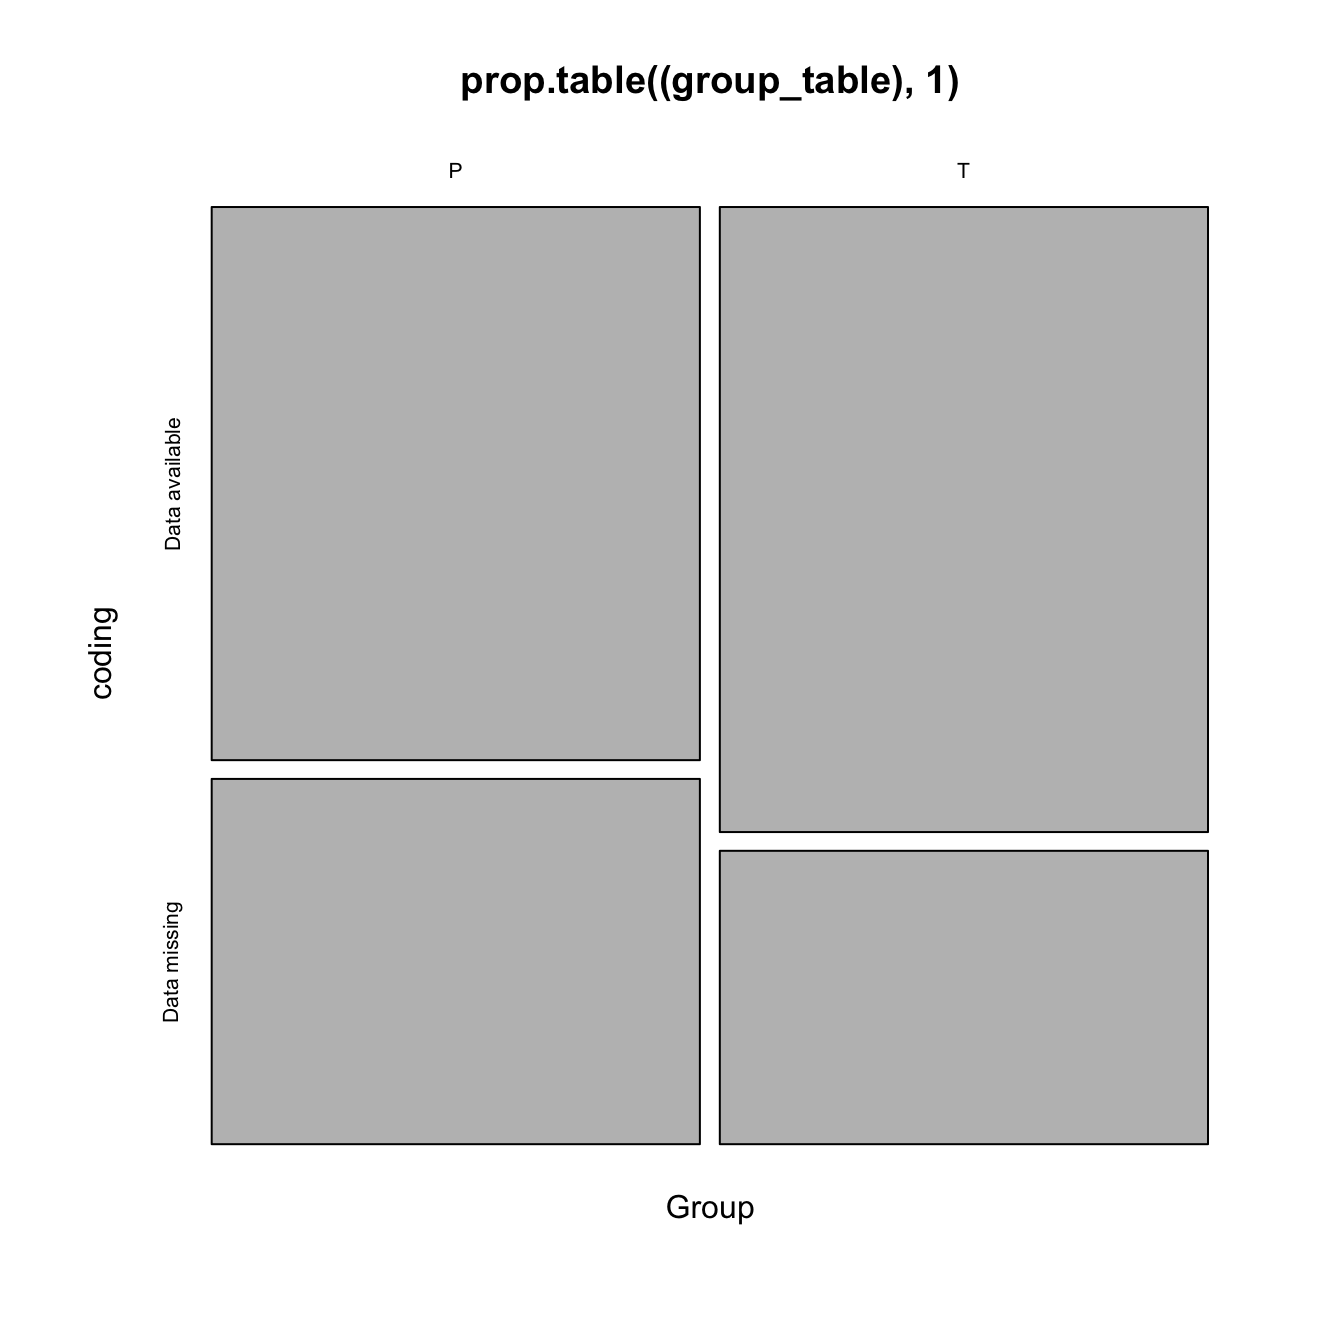 prop.table((group_table), 1)
P
T
Data available
coding
Data missing
Group